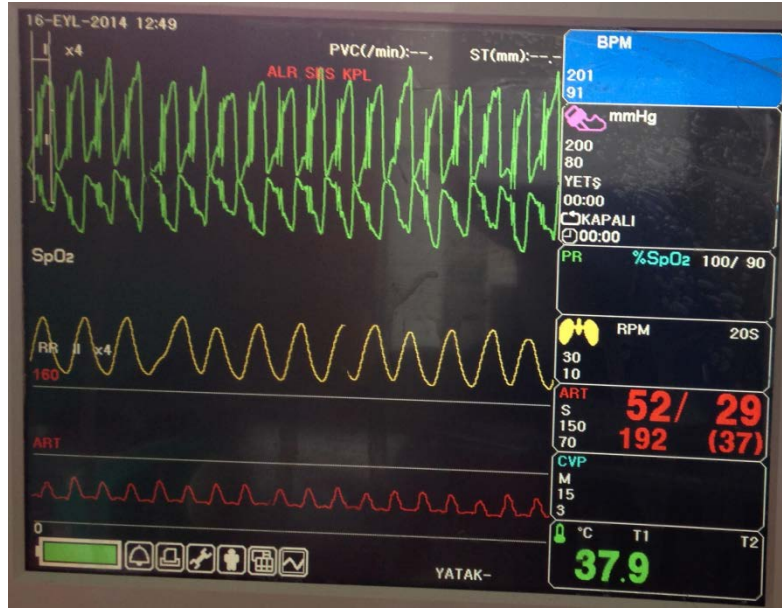 16-EYL-2014 12:49
II x4
PVC(/min):--.
ST(mm):--.-
ALR SES KPL
BPM
201
91
mmHg
200
80
YETŞ
00:00
KAPALI
00:00
SpO2
PR %SpO2 100/ 90
RR II x4
RPM 20S
30
10
160
ART
S
150
70
52/ 29
192 (37)
ART
CVP
M
15
3
0
°C T1 T2
37.9
YATAK-